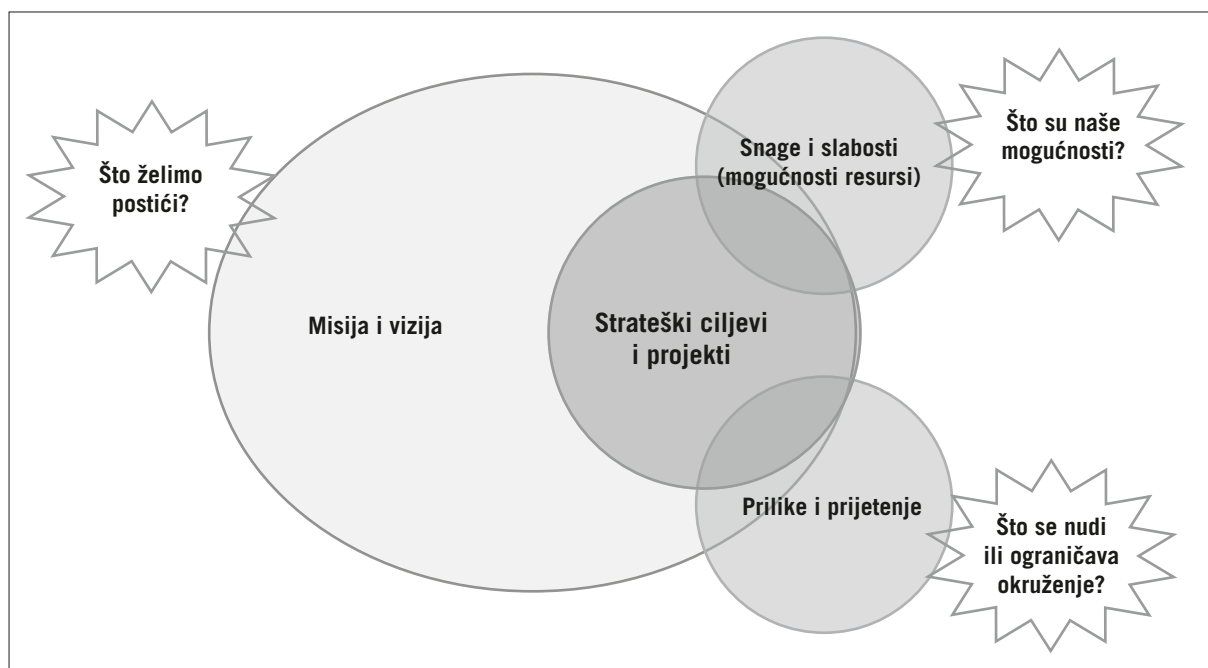 Što želimo
postići?
Misija i vizija
Strateški ciljevi
i projekti
Snage i slabosti
(mogućnosti resursi)
Što su naše
mogućnosti?
Prilike i prijetenje
Što se nudi
ili ograničava
okruženje?